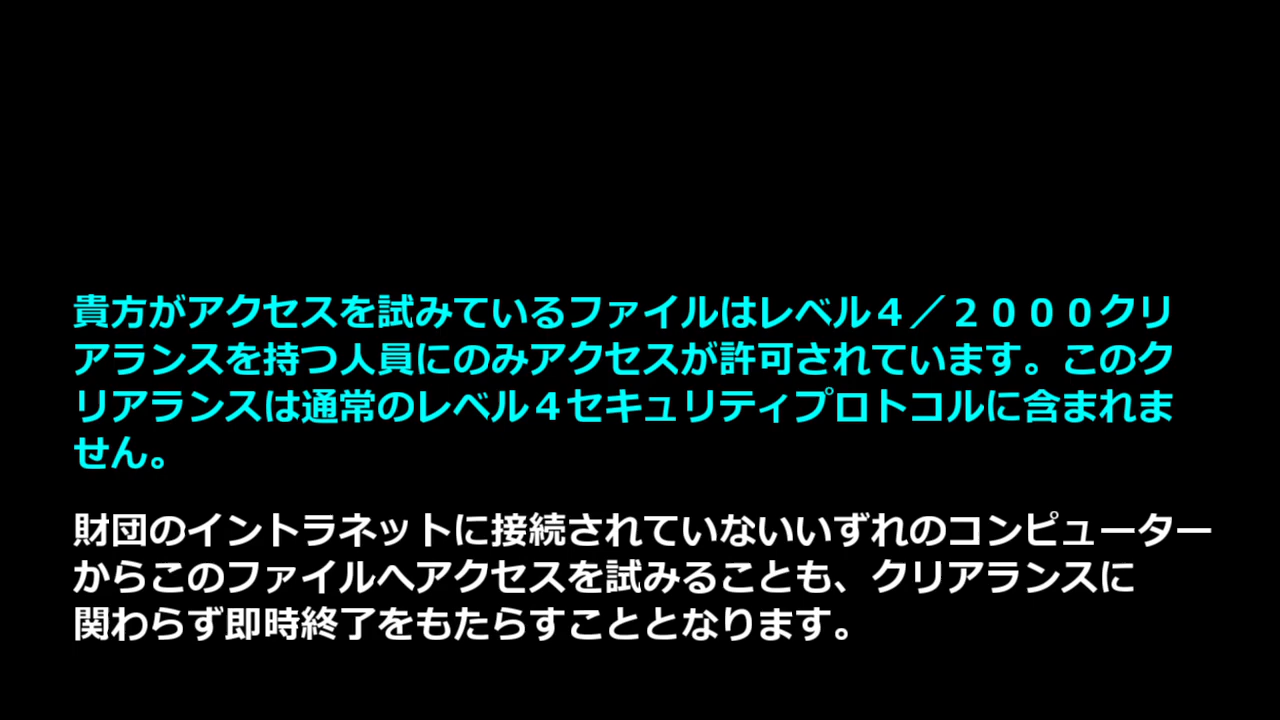 貴方がアクセスを試みているファイルはレベル４／２０００クリ
アランスを持つ人員にのみアクセスが許可されています。このク
リアランスは通常のレベル４セキュリティプロトコルに含まれま
せん。
財団のイントラネットに接続されていないいずれのコンピューター
からこのファイルへアクセスを試みることも、クリアランスに
関わらず即時終了をもたらすこととなります。